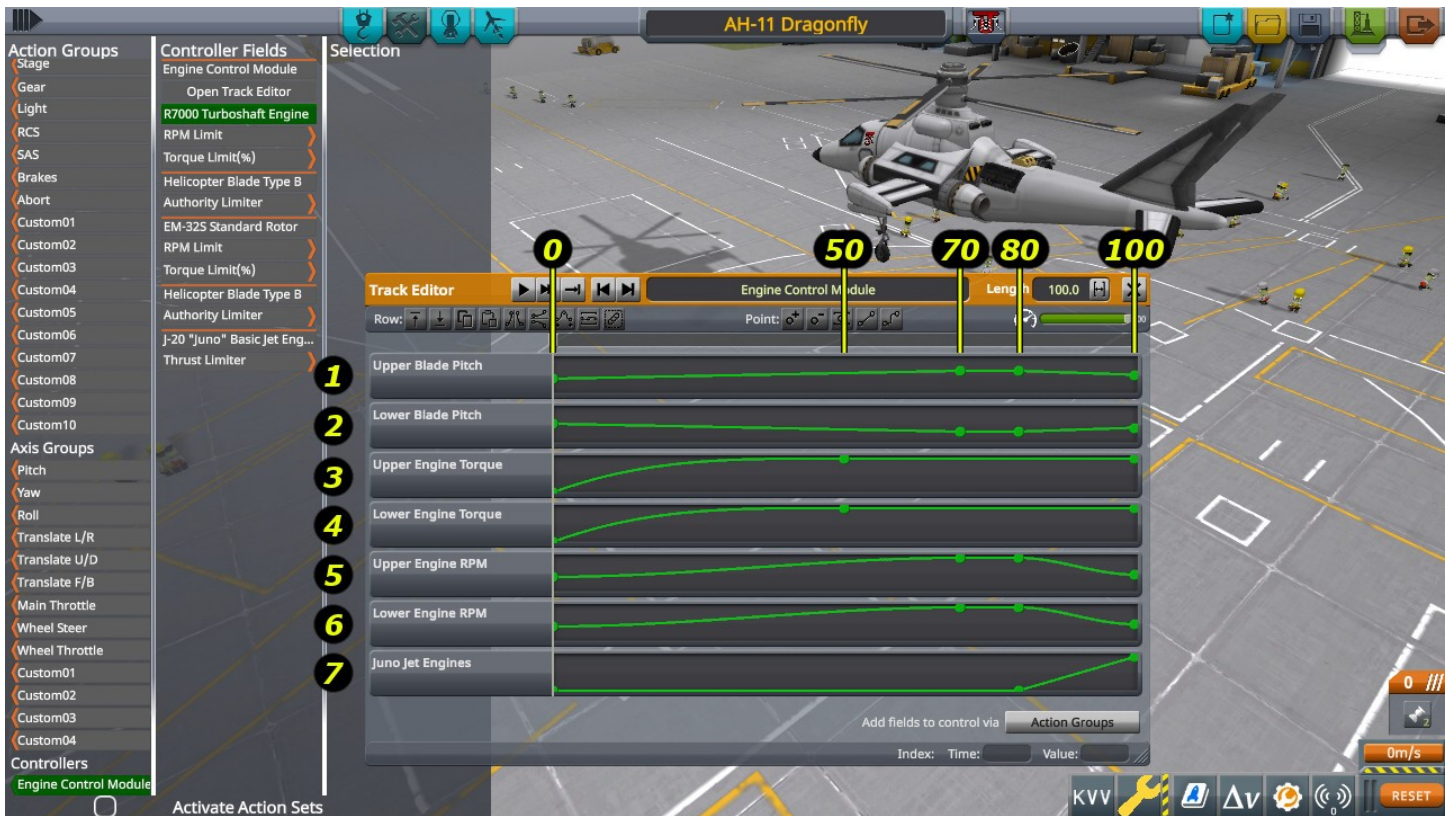 AH-11 Dragonfly
Action Groups
Stage
Gear
Light
RCS
SAS
Brakes
Abort
Custom01
Custom02
Custom03
Custom04
Custom05
Custom06
Custom07
Custom08
Custom09
Custom10
Axis Groups
Pitch
Yaw
Roll
Translate L/R
Translate U/D
Translate F/B
Main Throttle
Wheel Steer
Wheel Throttle
Custom01
Custom02
Custom03
Custom04
Controllers
Engine Control Module
Activate Action Sets
Controller Fields
Engine Control Module
Open Track Editor
R7000 Turboshaft Engine
RPM Limit
Torque Limit(%)
Helicopter Blade Type B
Authority Limiter
EM-32S Standard Rotor
RPM Limit
Torque Limit(%)
Helicopter Blade Type B
Authority Limiter
J-20 "Juno" Basic Jet Eng...
Thrust Limiter
Selection
0 50 70 80 100
Track Editor Engine Control Module Length 100.0
Row: Point:
1 Upper Blade Pitch
2 Lower Blade Pitch
3 Upper Engine Torque
4 Lower Engine Torque
5 Upper Engine RPM
6 Lower Engine RPM
7 Juno Jet Engines
Add fields to control via Action Groups
Index: Time: Value:
0
2
0m/s
KVV Δv 0 RESET